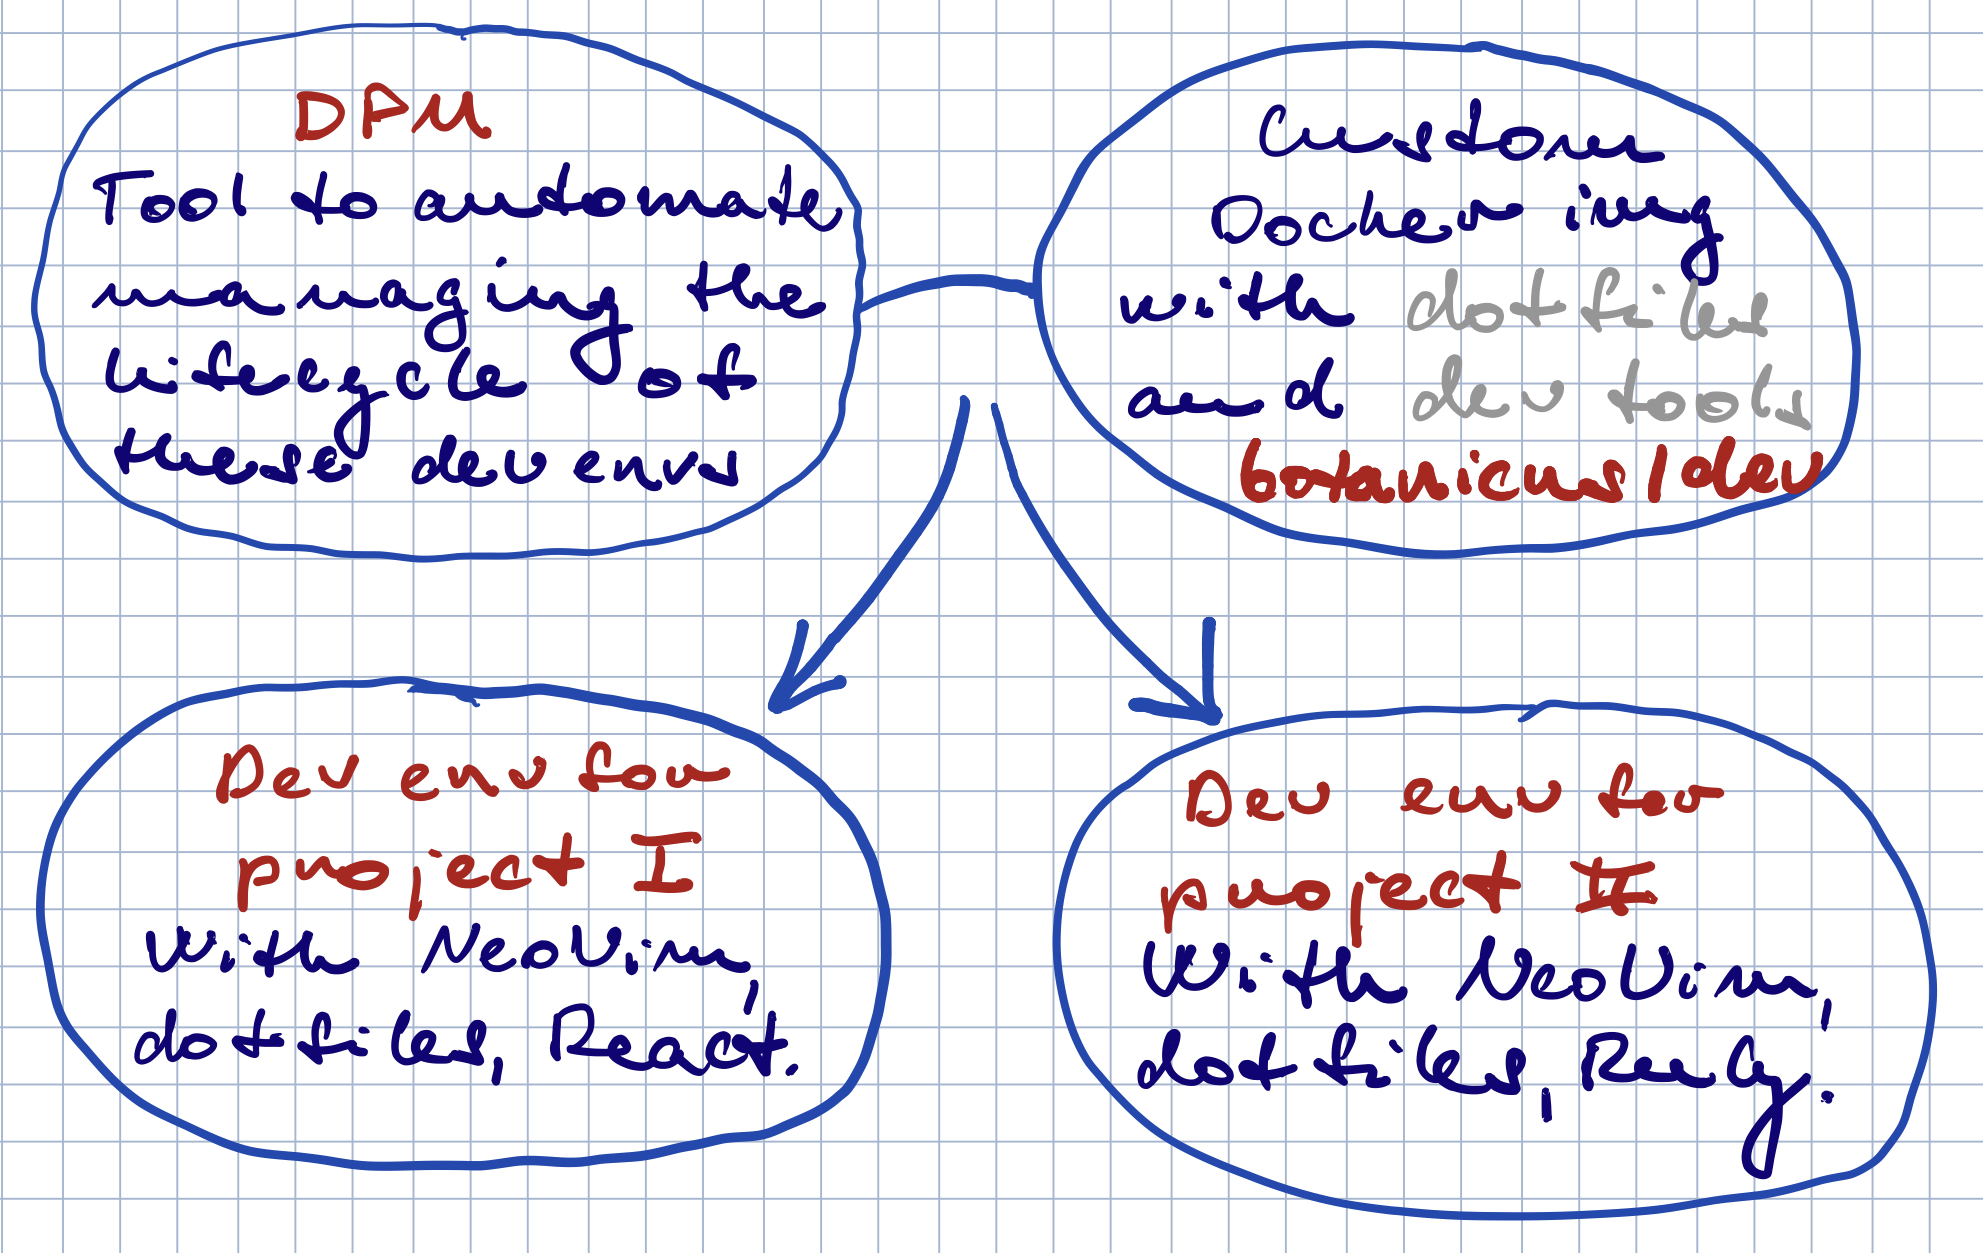 DPM
Tool to automate
managing the
lifecycle of
these dev envs
Custom
Docker img
with dotfiles
and dev tools
botanicus/dev
Dev env for
project I
With NeoVim,
dotfiles, React.
Dev env for
project II
With NeoVim,
dotfiles, Ruby.